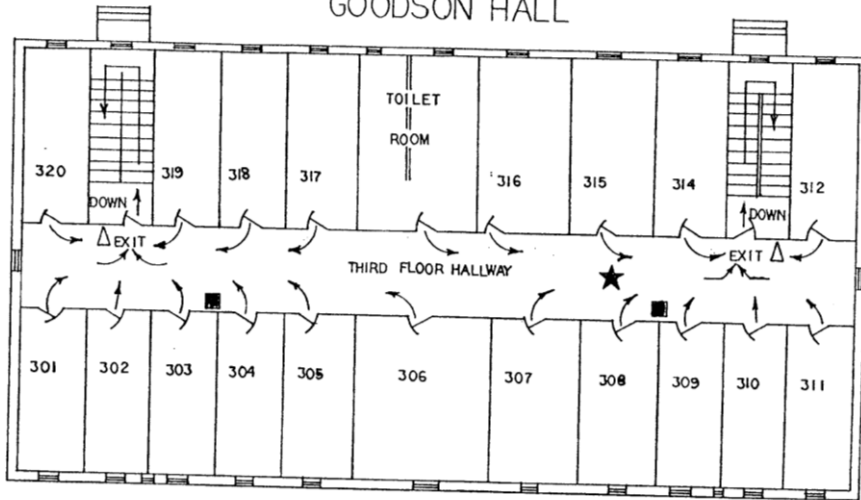 GOODSON HALL
TOILET
ROOM
320
319
318
317
316
315
314
312
DOWN
DOWN
EXIT
EXIT
THIRD FLOOR HALLWAY
301
302
303
304
305
306
307
308
309
310
311